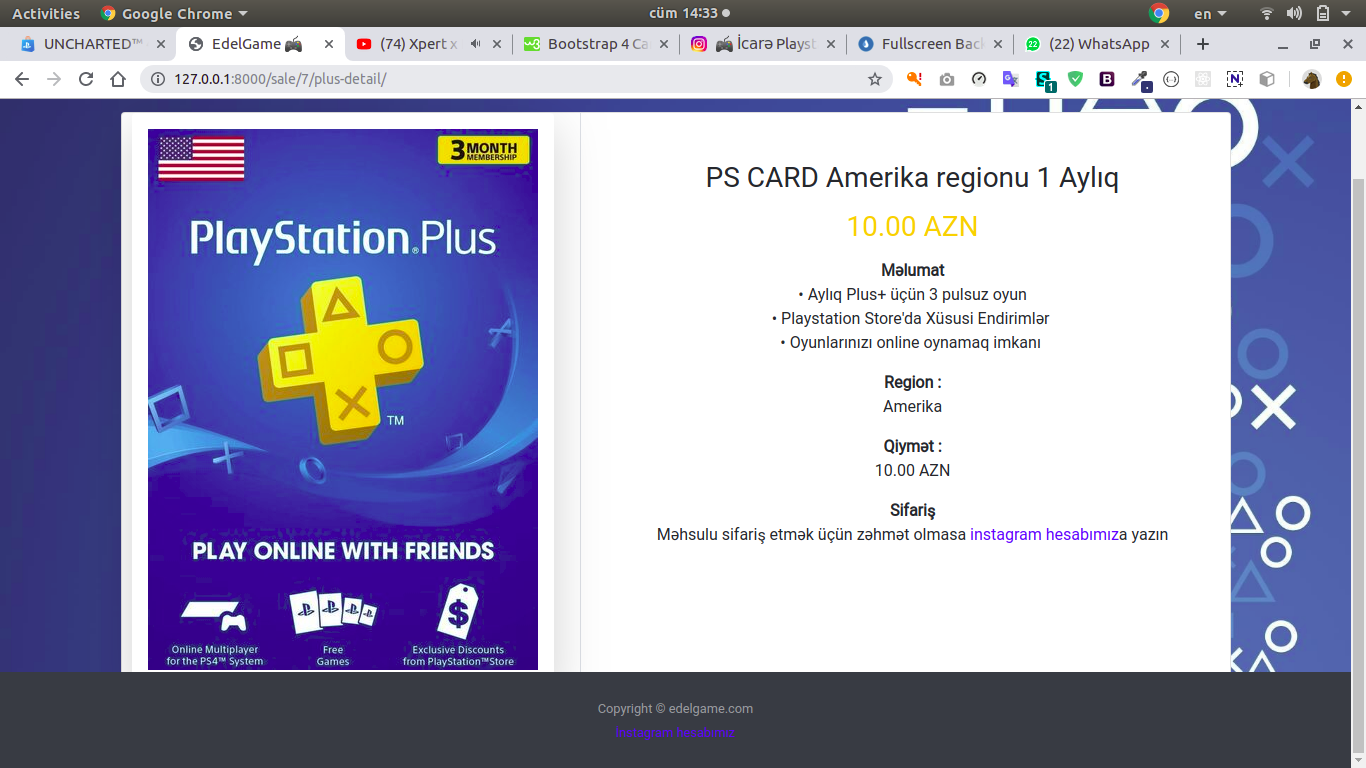 Activities
Google Chrome
cüm 14:33
en
UNCHARTED™
EdelGame
(74) Xpert x
Bootstrap 4 Ca
İcarə Playst
Fullscreen Bac
(22) WhatsApp
127.0.0.1:8000/sale/7/plus-detail/
3 MONTH
MEMBERSHIP
PlayStation®Plus
TM
PLAY ONLINE WITH FRIENDS
Online Multiplayer
for the PS4™ System
Free
Games
Exclusive Discounts
from PlayStation™Store
PS CARD Amerika regionu 1 Aylıq
10.00 AZN
Məlumat
• Aylıq Plus+ üçün 3 pulsuz oyun
• Playstation Store'da Xüsusi Endirimlər
• Oyunlarınızı online oynamaq imkanı
Region :
Amerika
Qiymət :
10.00 AZN
Sifariş
Məhsulu sifariş etmək üçün zəhmət olmasa instagram hesabımıza yazın
Copyright © edelgame.com
Instagram hesabımız